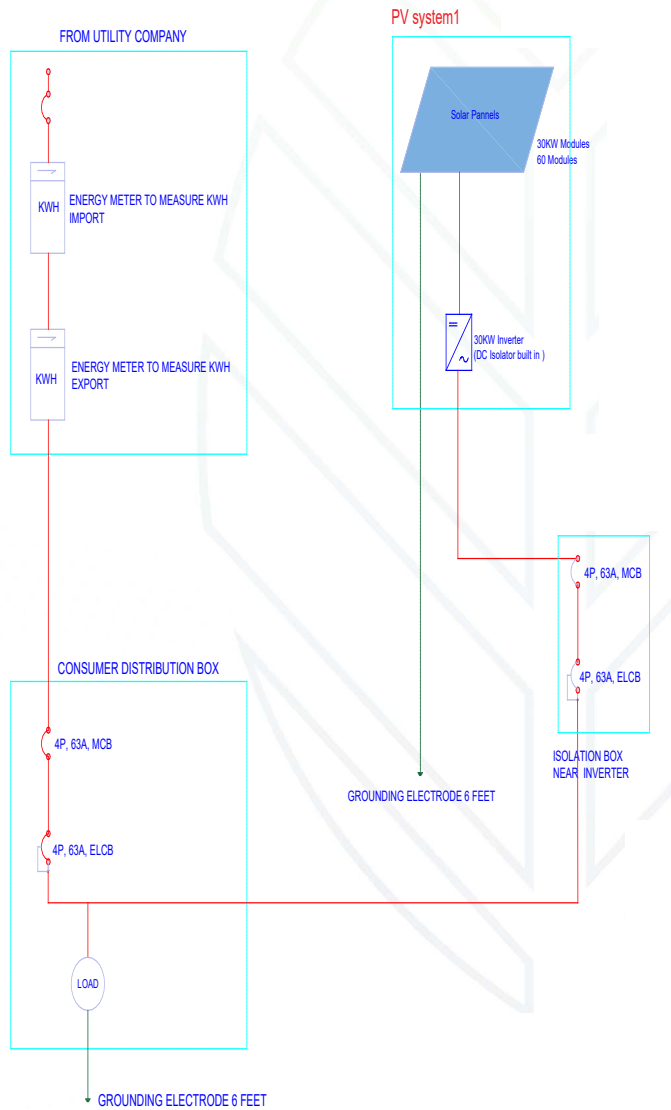 FROM UTILITY COMPANY
KWH
ENERGY METER TO MEASURE KWH
IMPORT
KWH
ENERGY METER TO MEASURE KWH
EXPORT
PV system1
Solar Pannels
30KW Modules
60 Modules
30KW Inverter
(DC Isolator built in )
4P, 63A, MCB
4P, 63A, ELCB
ISOLATION BOX
NEAR INVERTER
GROUNDING ELECTRODE 6 FEET
CONSUMER DISTRIBUTION BOX
4P, 63A, MCB
4P, 63A, ELCB
LOAD
GROUNDING ELECTRODE 6 FEET